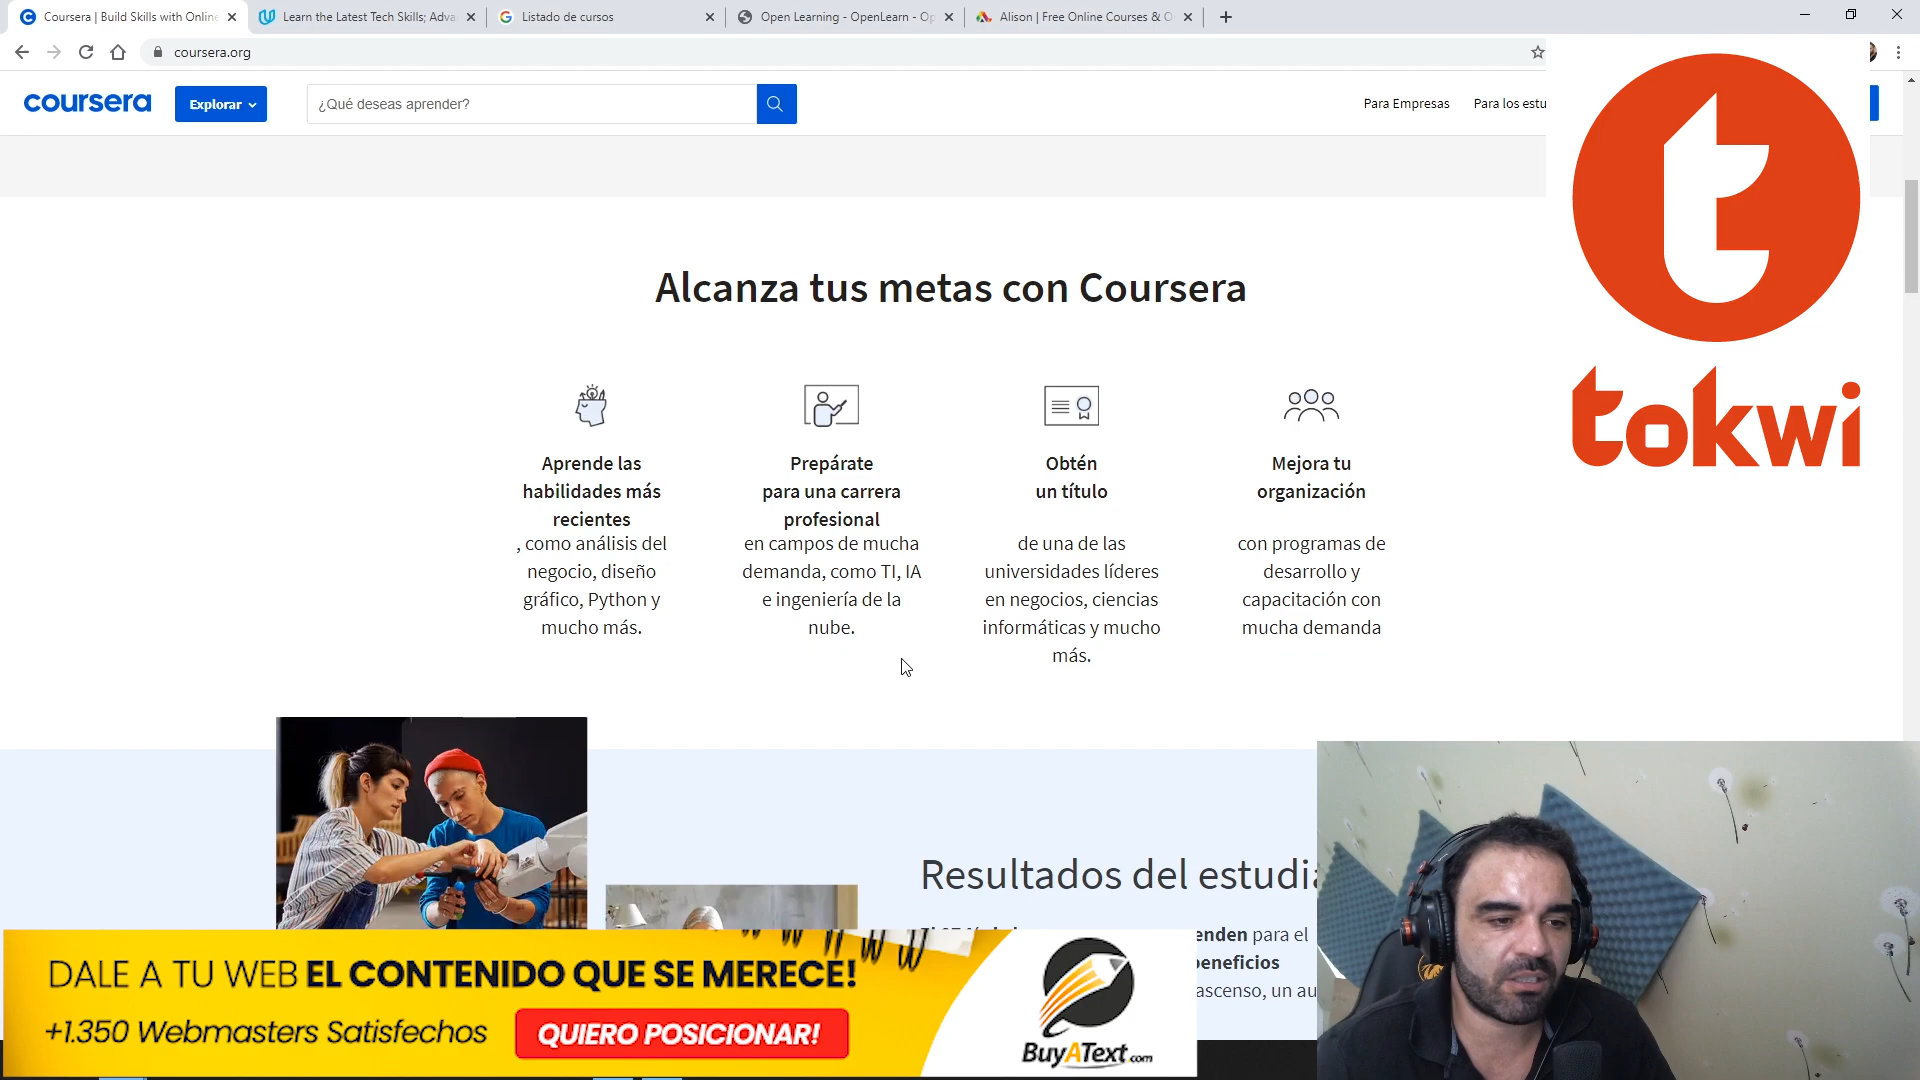 Coursera | Build Skills with Online
Learn the Latest Tech Skills; Adva
Listado de cursos
Open Learning - OpenLearn - Op
Alison | Free Online Courses & O
coursera.org
coursera
Explorar
¿Qué deseas aprender?
Para Empresas
Para los estu
t
tokwi
Alcanza tus metas con Coursera
Aprende las
habilidades más
recientes
, como análisis del
negocio, diseño
gráfico, Python y
mucho más.
Prepárate
para una carrera
profesional
en campos de mucha
demanda, como TI, IA
e ingeniería de la
nube.
Obtén
un título
de una de las
universidades líderes
en negocios, ciencias
informáticas y mucho
más.
Mejora tu
organización
con programas de
desarrollo y
capacitación con
mucha demanda
Resultados del estudia
enden para el
beneficios
ascenso, un au
DALE A TU WEB EL CONTENIDO QUE SE MERECE!
+1.350 Webmasters Satisfechos
QUIERO POSICIONAR!
BuyAText.com